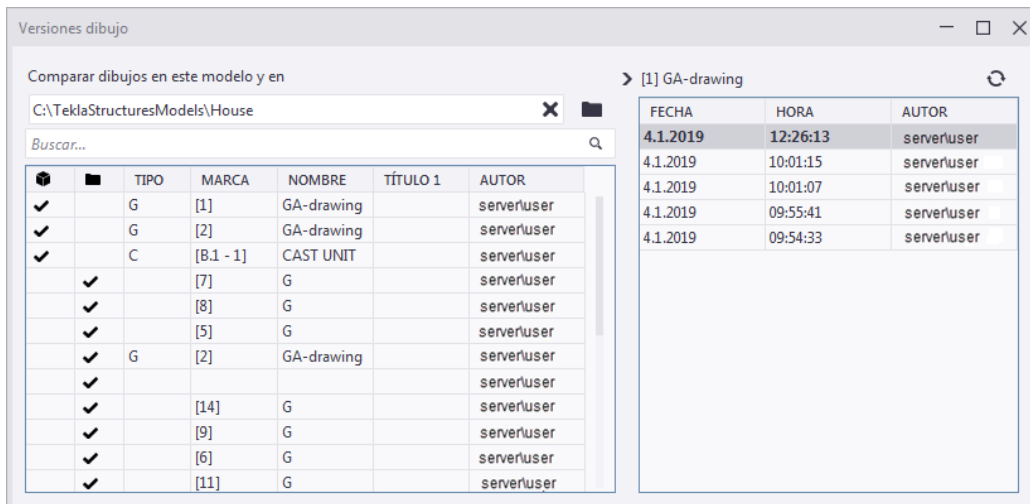 Versiones dibujo
Comparar dibujos en este modelo y en
C:\TeklaStructuresModels\House
Buscar...
TIPO MARCA NOMBRE TÍTULO 1 AUTOR
G [1] GA-drawing server\user
G [2] GA-drawing server\user
C [B.1 - 1] CAST UNIT server\user
[7] G server\user
[8] G server\user
[5] G server\user
G [2] GA-drawing server\user
server\user
[14] G server\user
[9] G server\user
[6] G server\user
[11] G server\user
[1] GA-drawing
FECHA HORA AUTOR
4.1.2019 12:26:13 server\user
4.1.2019 10:01:15 server\user
4.1.2019 10:01:07 server\user
4.1.2019 09:55:41 server\user
4.1.2019 09:54:33 server\user